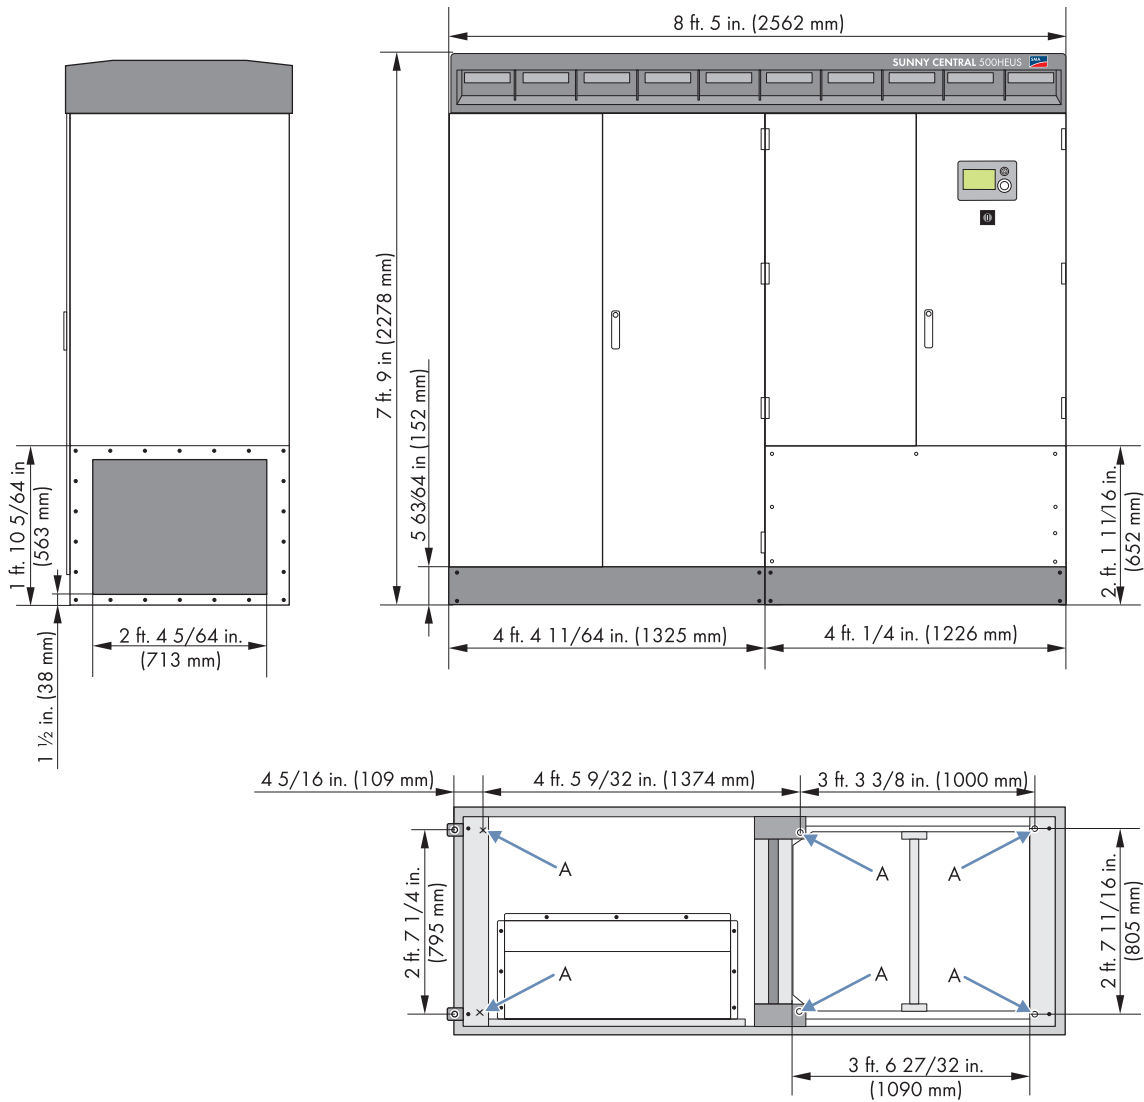 8 ft. 5 in. (2562 mm)
SUNNY CENTRAL 500HEUS SMA
7 ft. 9 in (2278 mm)
5 63/64 in (152 mm)
1 ft. 10 5/64 in
(563 mm)
2. ft. 1 11/16 in.
(652 mm)
2 ft. 4 5/64 in.
(713 mm)
4 ft. 4 11/64 in. (1325 mm)
4 ft. 1/4 in. (1226 mm)
1 ½ in. (38 mm)
4 5/16 in. (109 mm)
4 ft. 5 9/32 in. (1374 mm)
3 ft. 3 3/8 in. (1000 mm)
A
A
A
2 ft. 7 1/4 in.
(795 mm)
2 ft. 7 11/16 in.
(805 mm)
A
A
A
3 ft. 6 27/32 in.
(1090 mm)